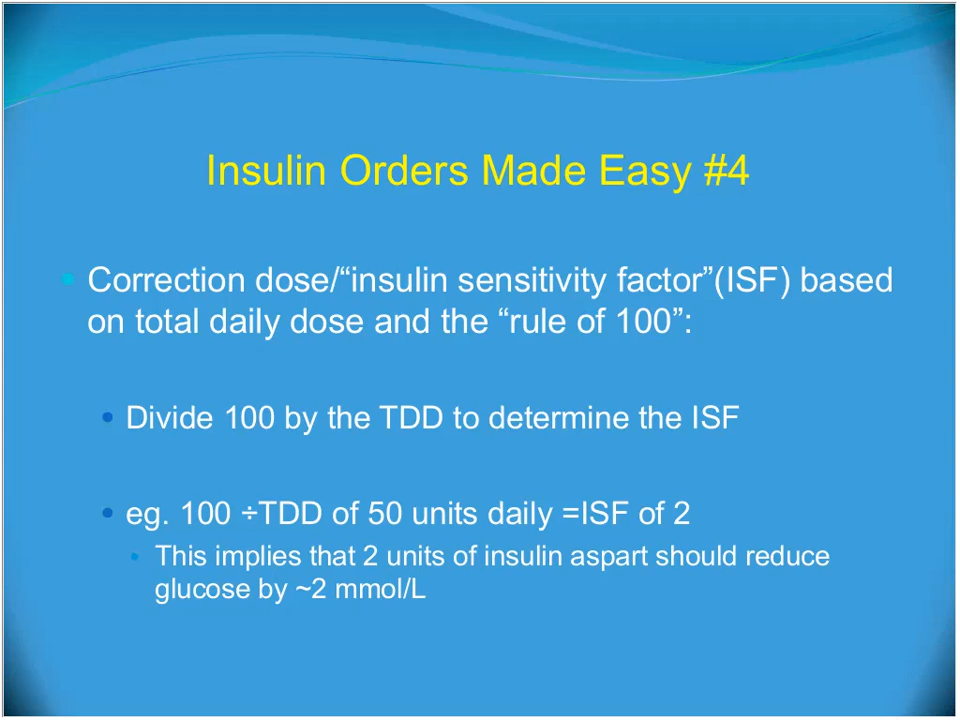 Insulin Orders Made Easy #4
Correction dose/“insulin sensitivity factor”(ISF) based
on total daily dose and the “rule of 100”:
Divide 100 by the TDD to determine the ISF
eg. 100 ÷TDD of 50 units daily =ISF of 2
This implies that 2 units of insulin aspart should reduce
glucose by ~2 mmol/L